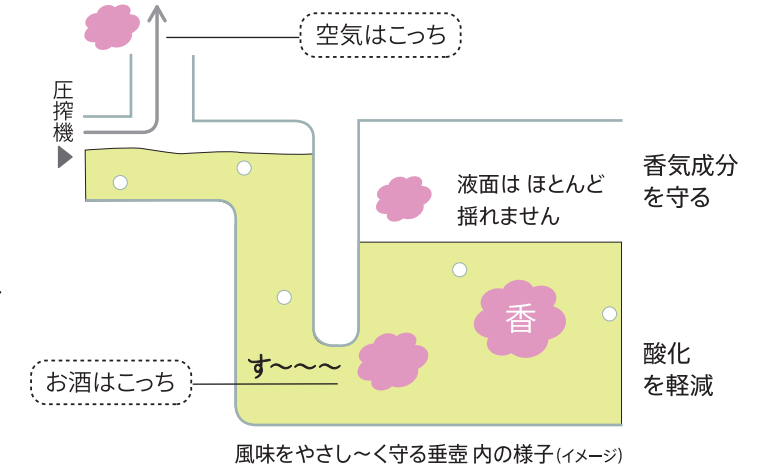 空気はこっち
圧搾機
香気成分
を守る
液面は ほとんど
揺れません
香
酸化
を軽減
す〜〜〜〜
お酒はこっち
風味をやさし〜く守る垂壺 内の様子(イメージ)